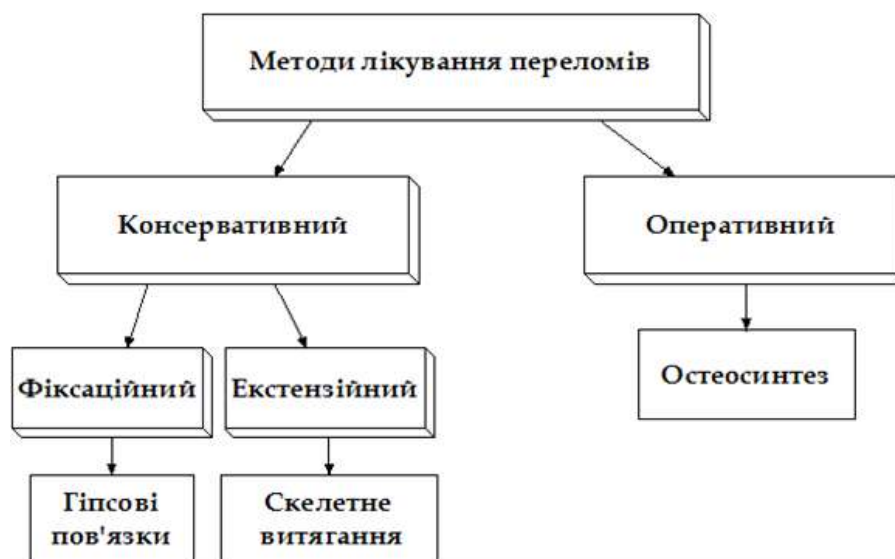 Методи лікування переломів
Консервативний
Оперативний
Фіксаційний
Екстензійний
Остеосинтез
Гіпсові
пов'язки
Скелетне
витягання